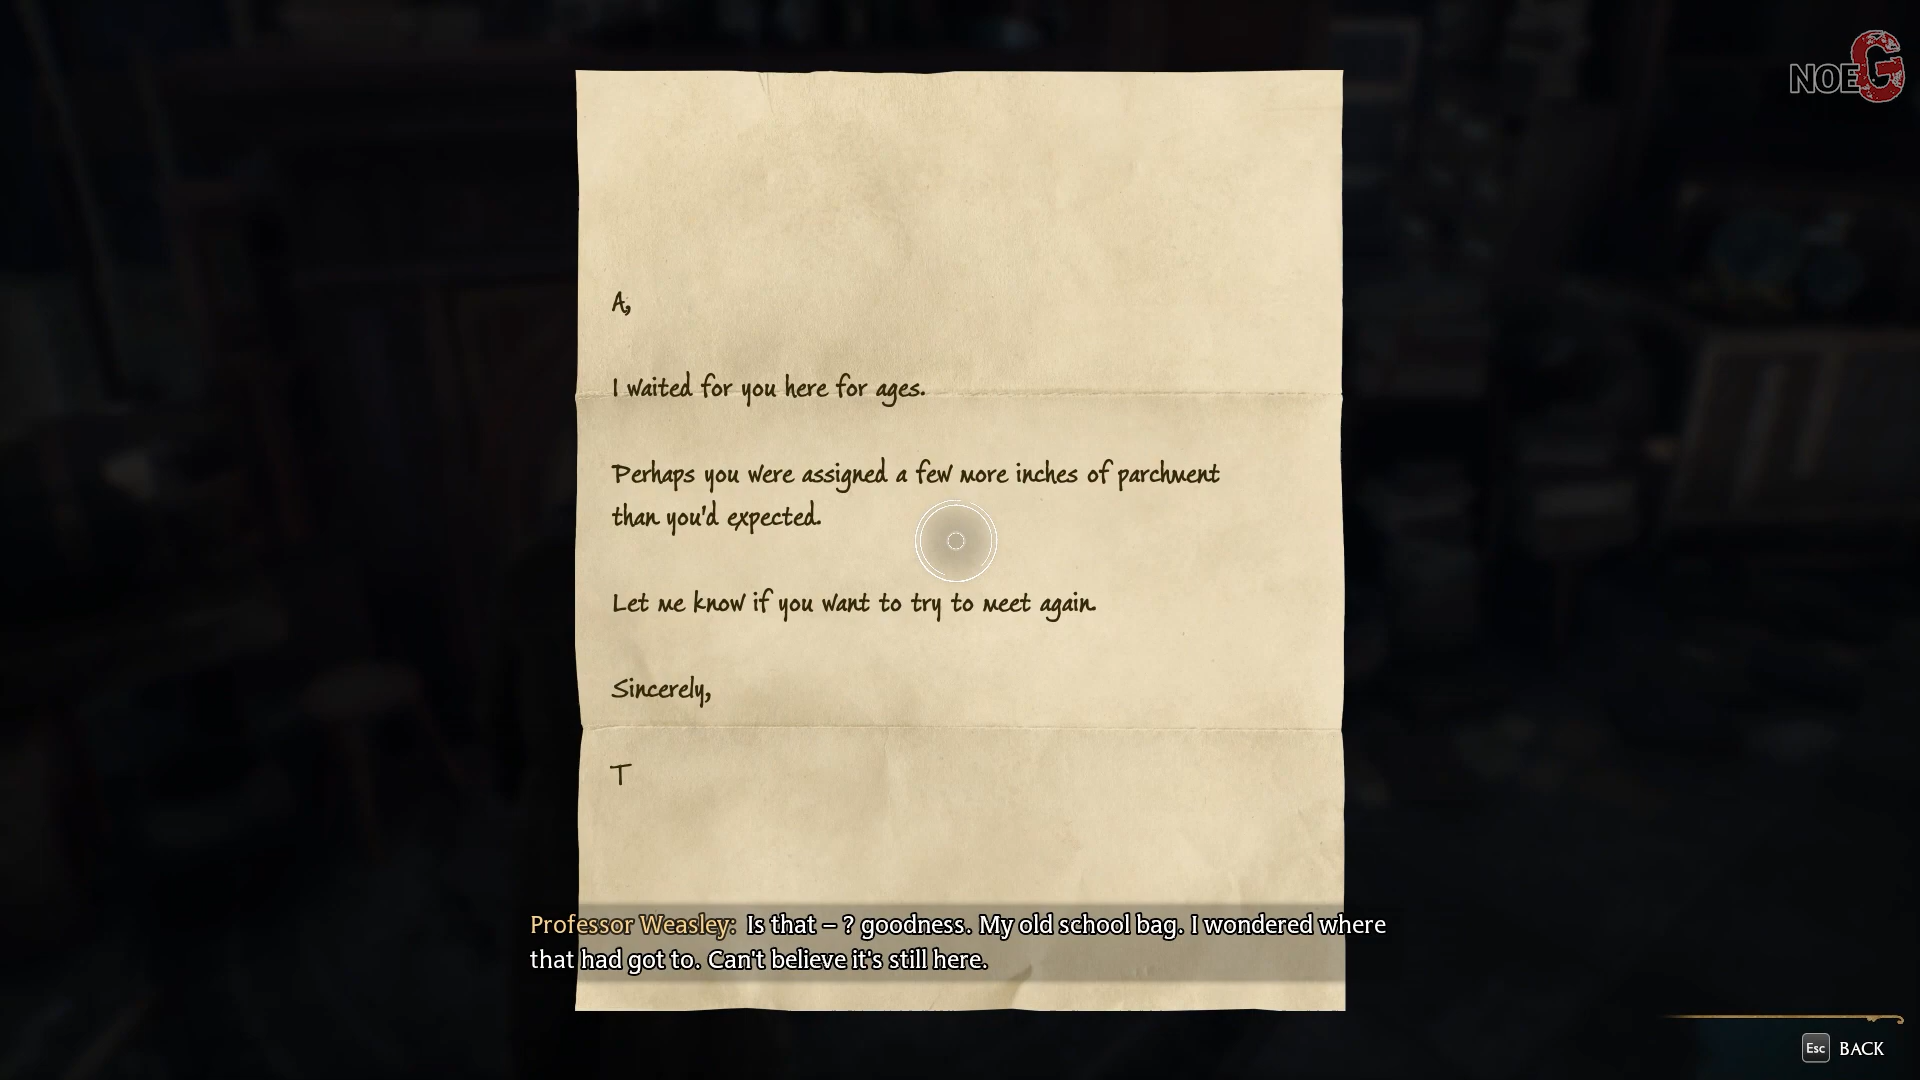 NOEG
A,
I waited for you here for ages.
Perhaps you were assigned a few more inches of parchment
than you'd expected.
Let me know if you want to try to meet again.
Sincerely,
T
Professor Weasley: Is that – ? goodness. My old school bag. I wondered where
that had got to. Can't believe it's still here.
Esc BACK